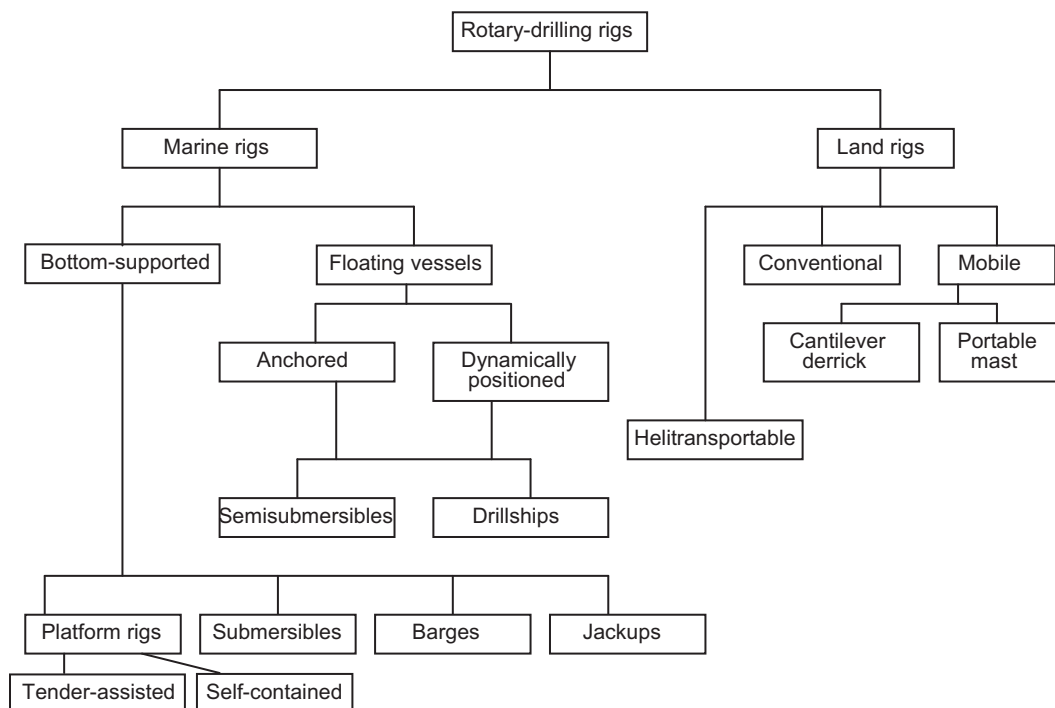 Rotary-drilling rigs
Marine rigs
Land rigs
Bottom-supported
Floating vessels
Conventional
Mobile
Anchored
Dynamically
positioned
Cantilever
derrick
Portable
mast
Helitransportable
Semisubmersibles
Drillships
Platform rigs
Submersibles
Barges
Jackups
Tender-assisted
Self-contained